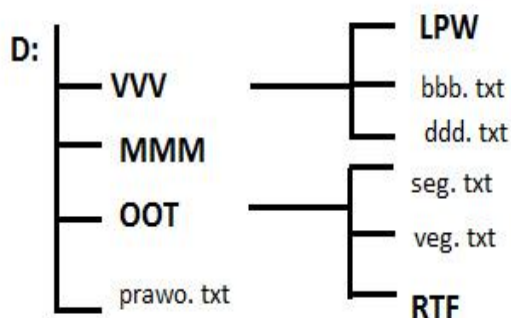 D:
VVV
MMM
OOT
prawo. txt
LPW
bbb. txt
ddd. txt
seg. txt
veg. txt
RTF